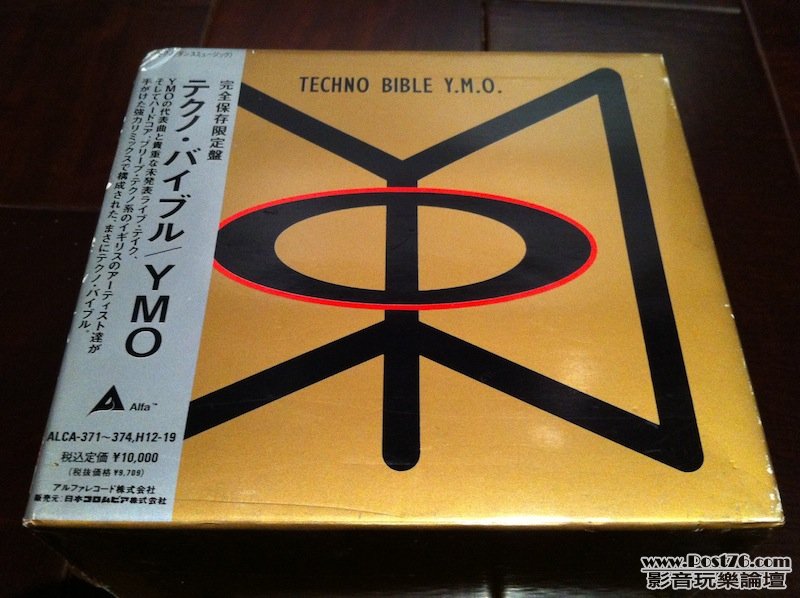 TECHNO BIBLE Y.M.O.
完全保存限定盤
テクノ・バイブル/YMO
YMOの代表曲と貴重な未発表ライブ・テイク、
そしてハードコア、ブリープ・テクノ系のイギリスのアーティスト達が
手がけた強力リミックスで構成された、まさにテクノ・バイブル。
Alfa™
ALCA-371~374,H12-19
税込定価 ¥10,000
(税抜価格 ¥9,709)
アルファレコード株式会社
販売元:日本コロムビア株式会社
www.Post76.com
影音玩樂論壇